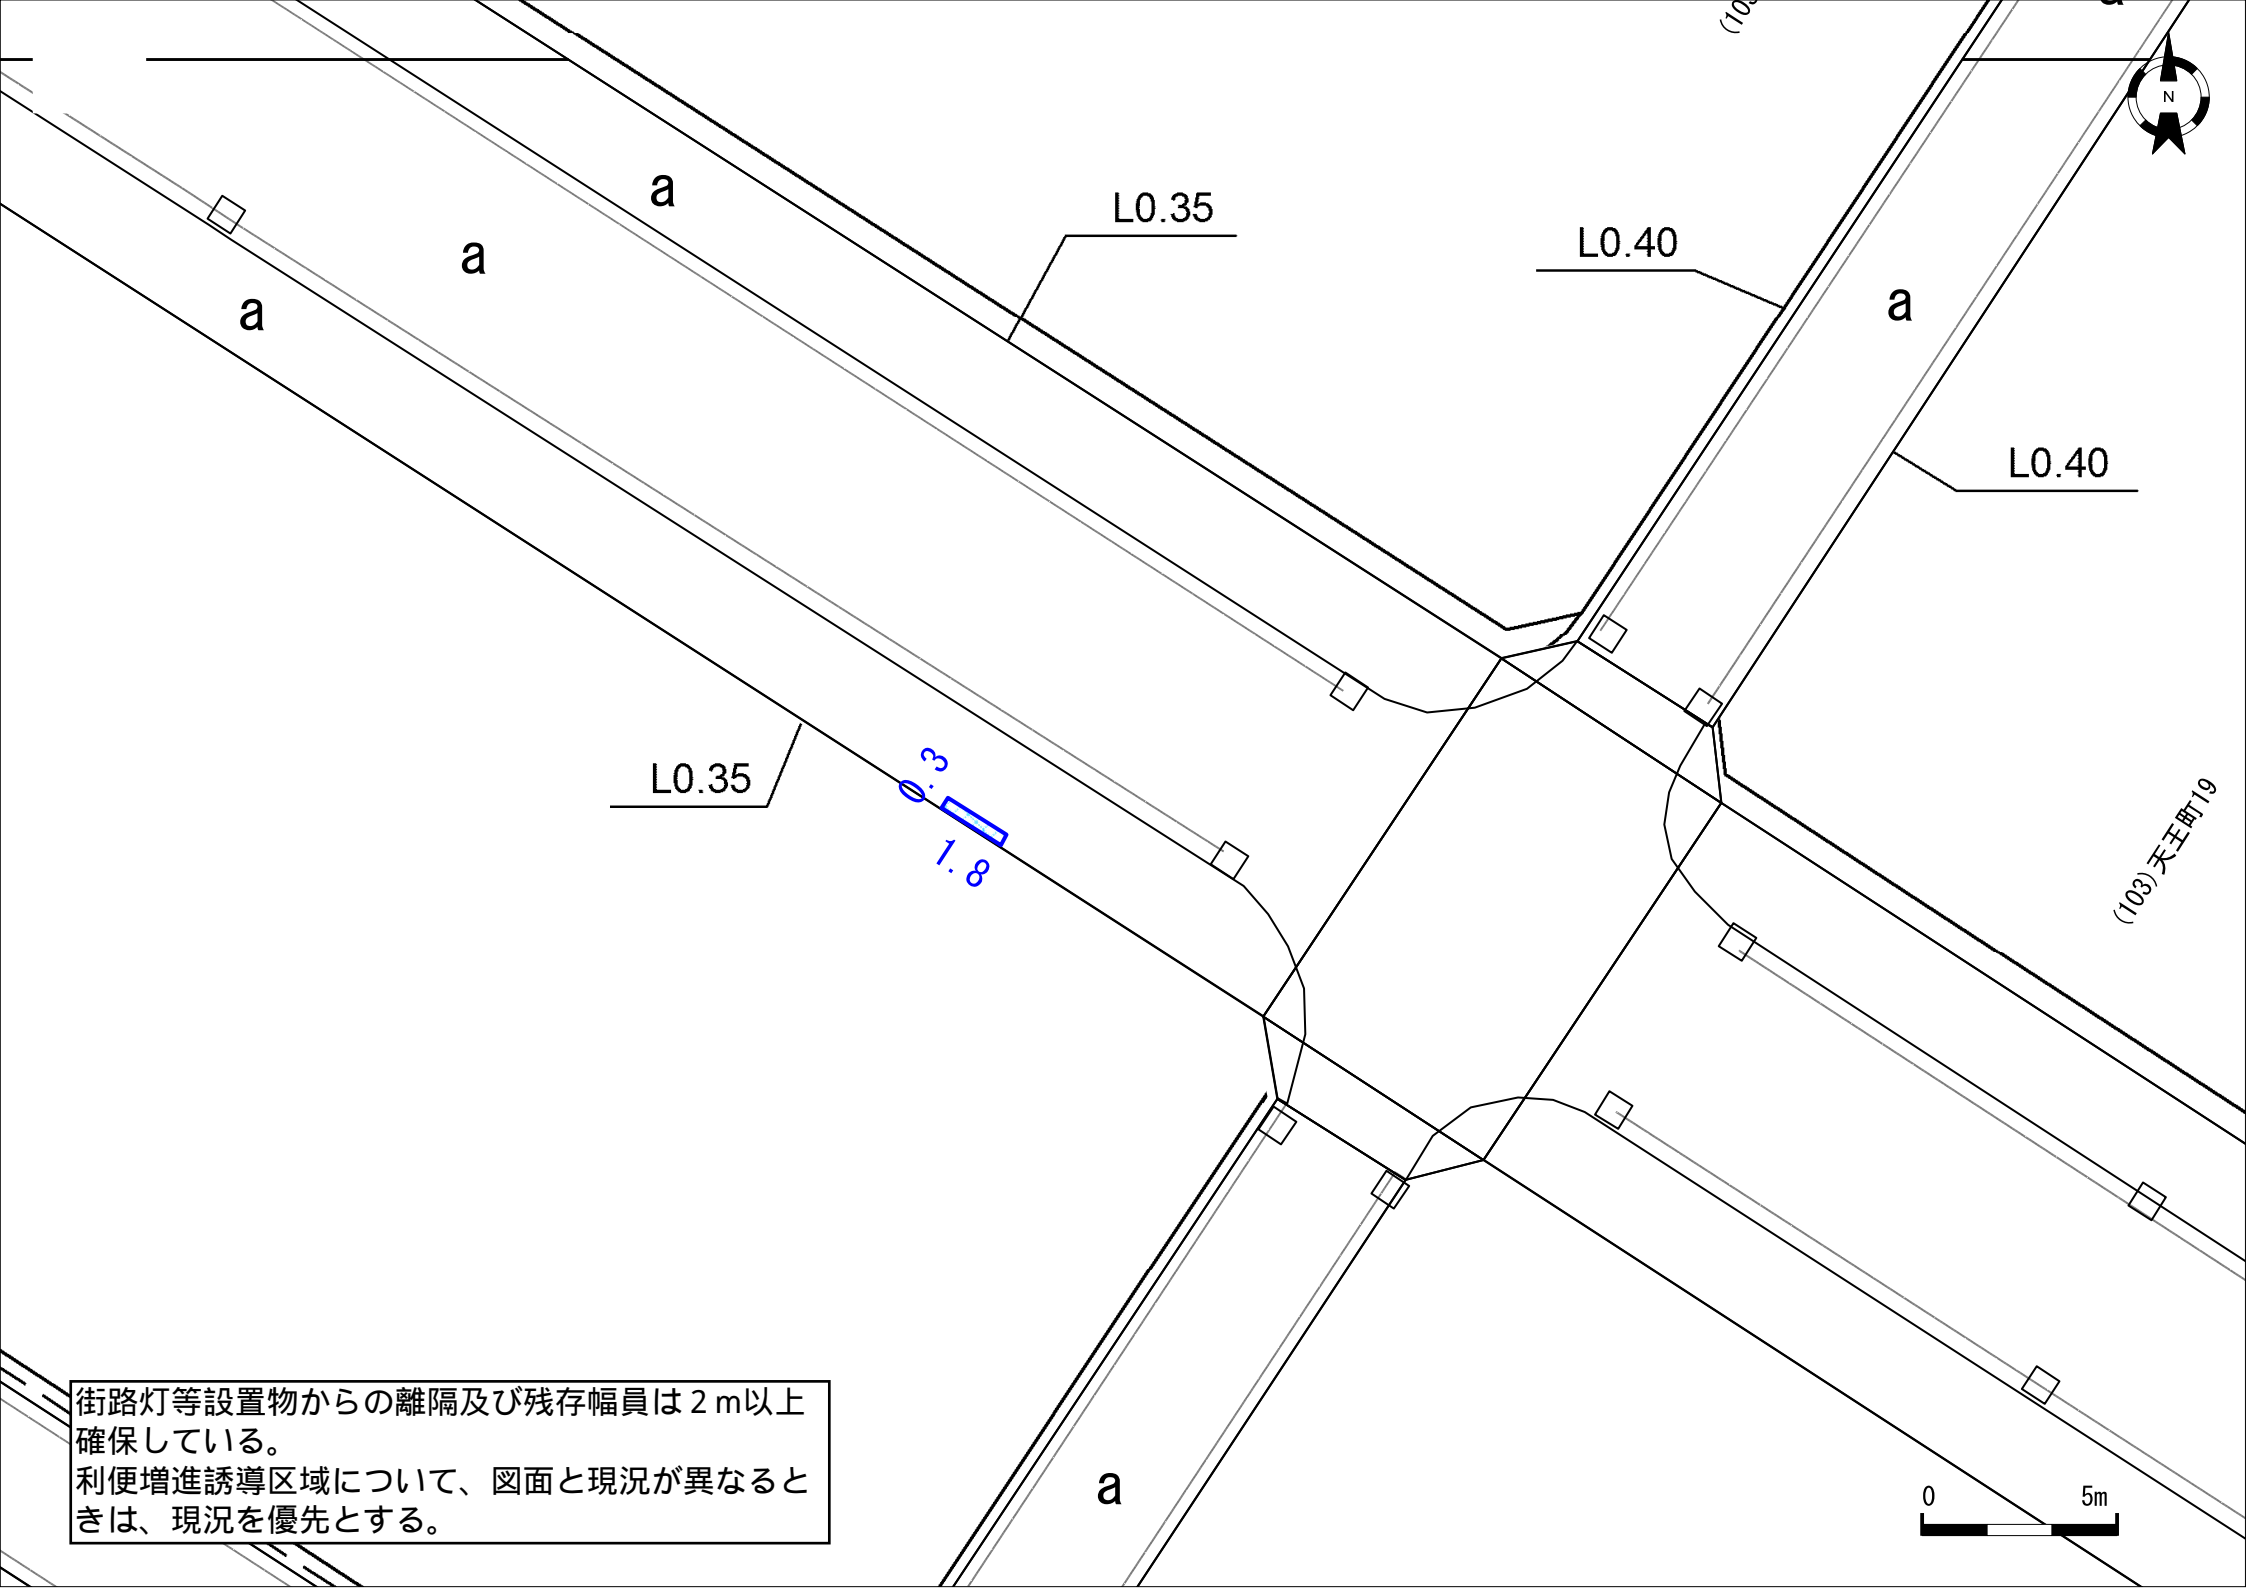 (103
a
N
a
L0.35
L0.40
a
a
a
L0.40
L0.35
0.3
1.8
(103)天王町19
街路灯等設置物からの離隔及び残存幅員は２ｍ以上
確保している。
利便増進誘導区域について、図面と現況が異なると
きは、現況を優先とする。
a
0 5m